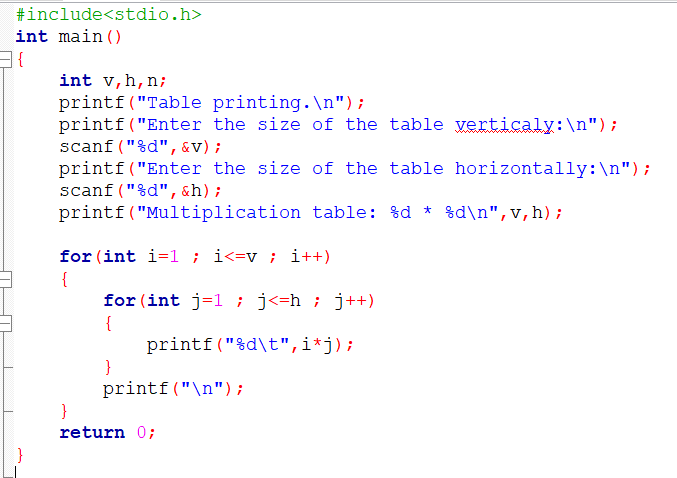 #include<stdio.h>
int main()
{
    int v,h,n;
    printf("Table printing.\n");
    printf("Enter the size of the table verticaly:\n");
    scanf("%d",&v);
    printf("Enter the size of the table horizontally:\n");
    scanf("%d",&h);
    printf("Multiplication table: %d * %d\n",v,h);

    for(int i=1 ; i<=v ; i++)
    {
        for(int j=1 ; j<=h ; j++)
        {
            printf("%d\t",i*j);
        }
        printf("\n");
    }
    return 0;
}